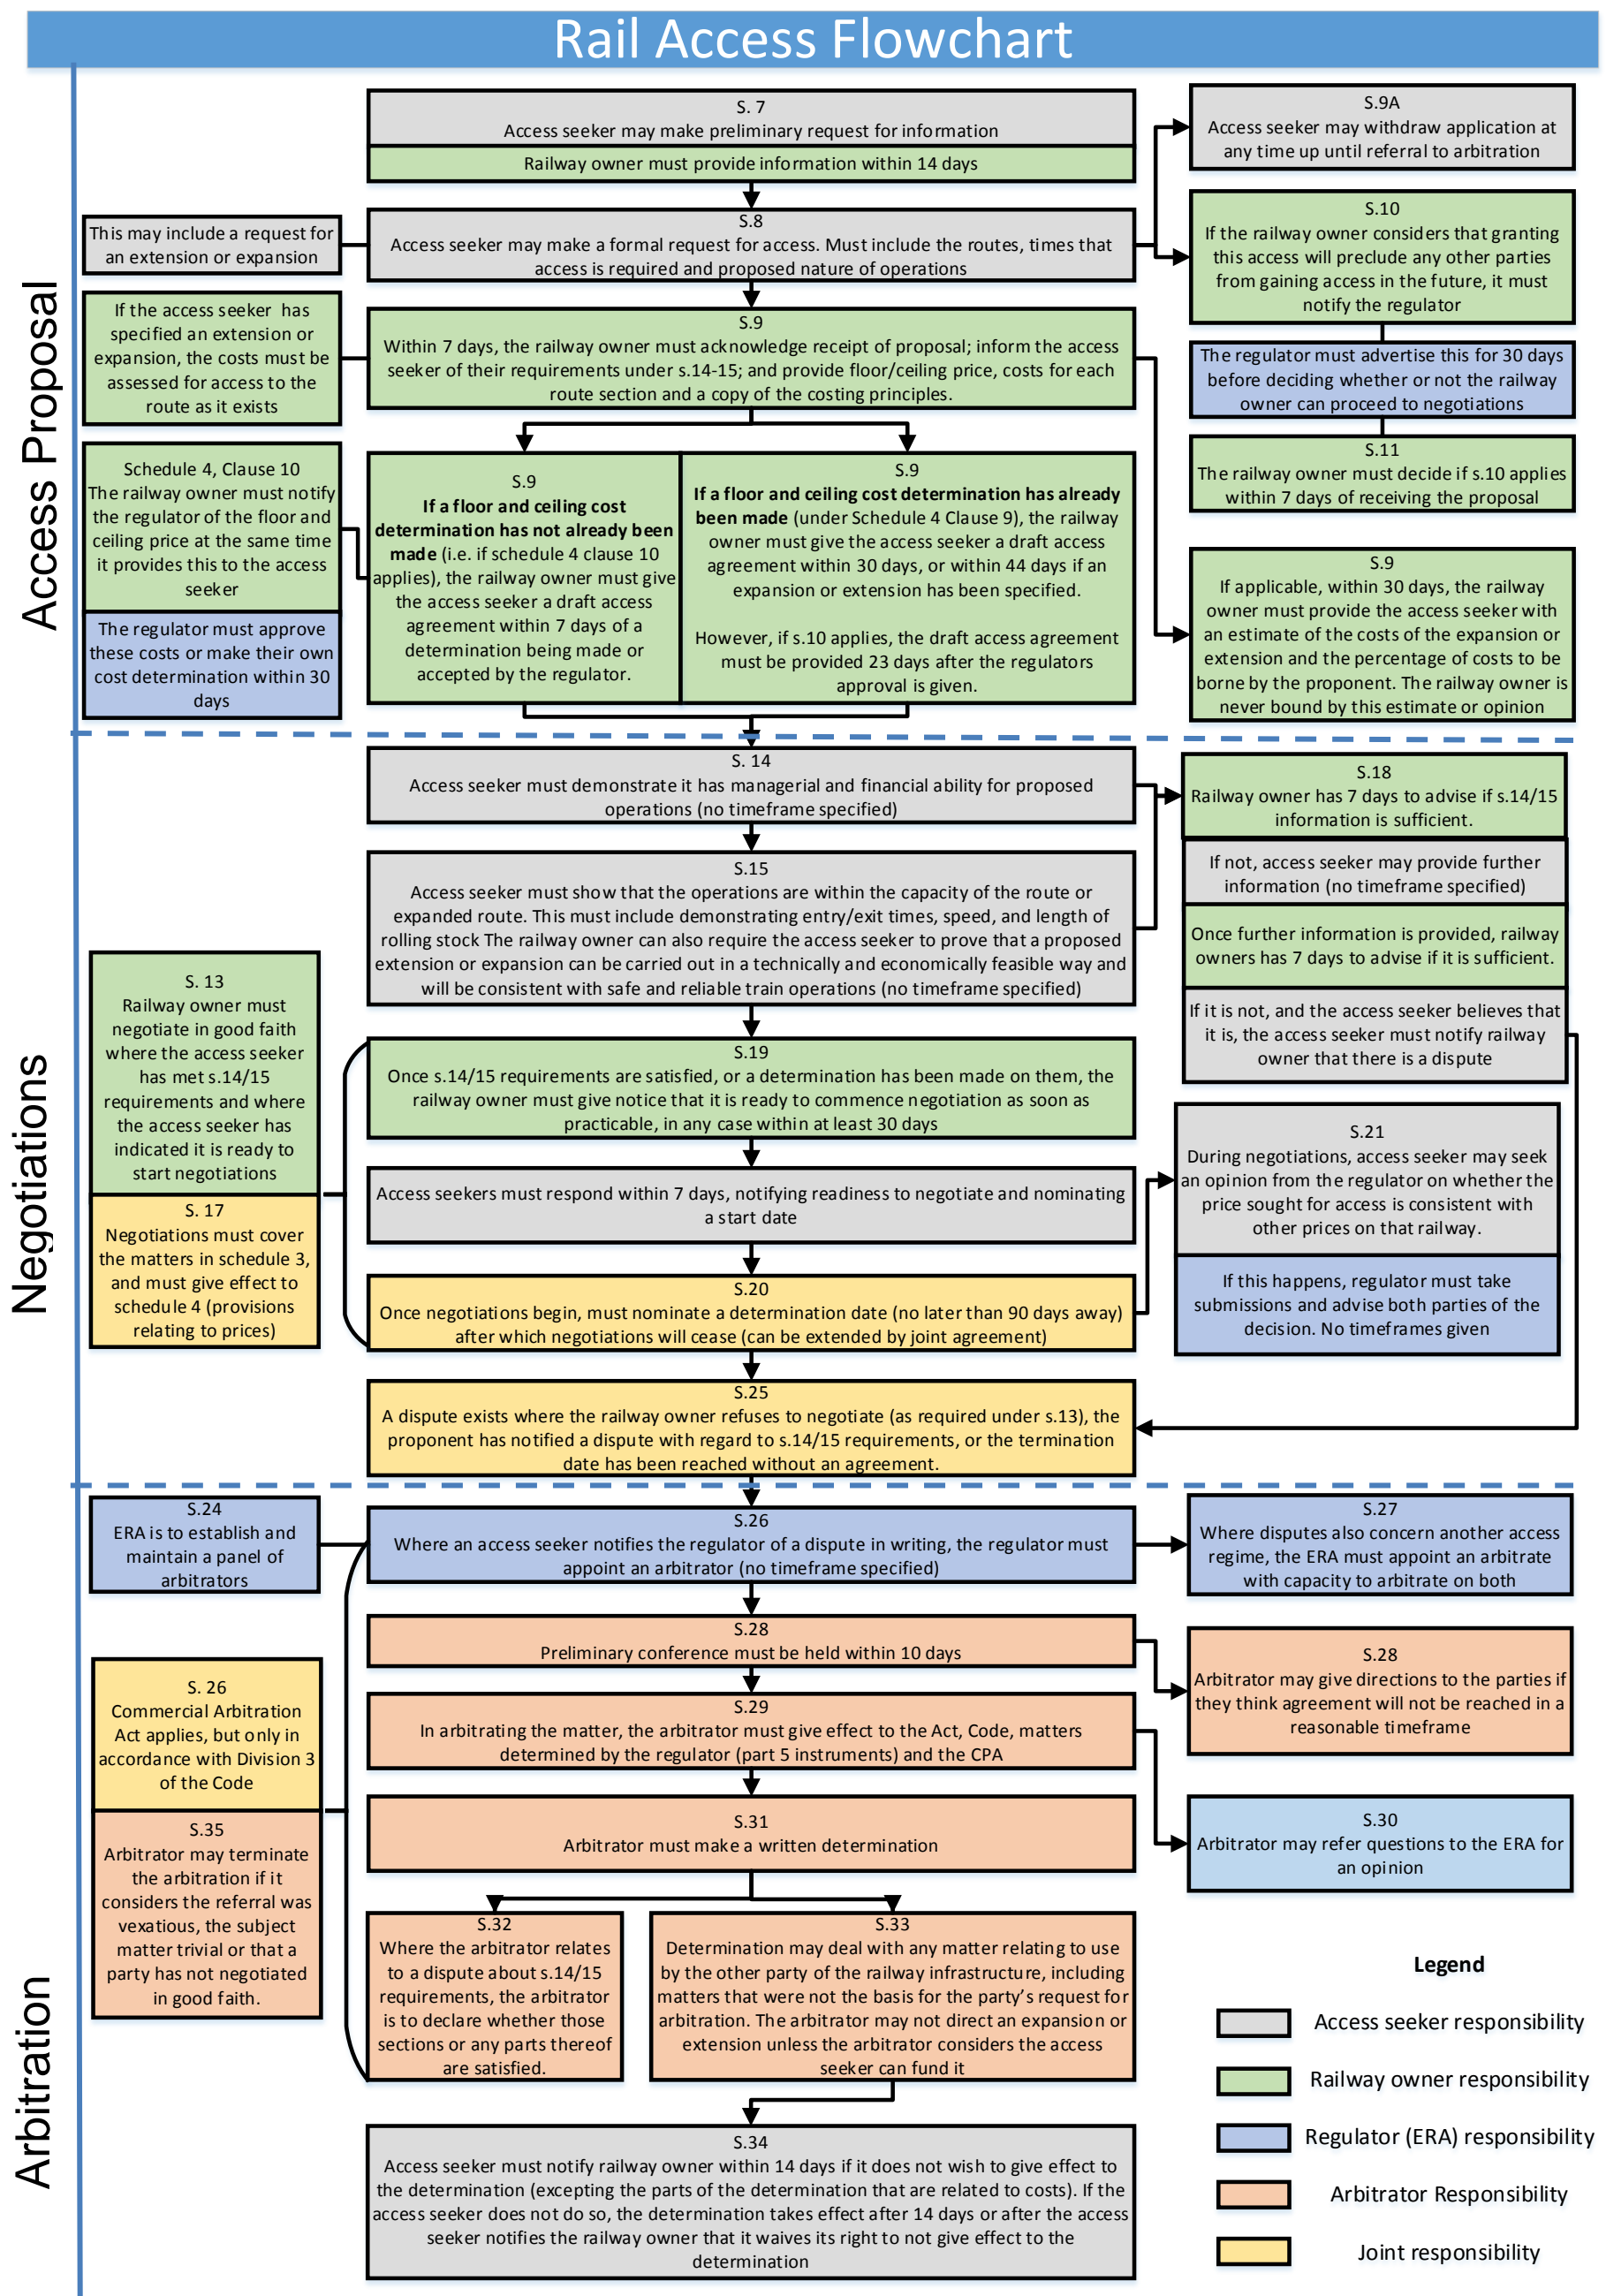 Rail Access Flowchart
Access Proposal
S. 7
Access seeker may make preliminary request for information
Railway owner must provide information within 14 days
S.9A
Access seeker may withdraw application at
any time up until referral to arbitration
This may include a request for
an extension or expansion
S.8
Access seeker may make a formal request for access. Must include the routes, times that
access is required and proposed nature of operations
S.10
If the railway owner considers that granting
this access will preclude any other parties
from gaining access in the future, it must
notify the regulator
If the access seeker has
specified an extension or
expansion, the costs must be
assessed for access to the
route as it exists
S.9
Within 7 days, the railway owner must acknowledge receipt of proposal; inform the access
seeker of their requirements under s.14-15; and provide floor/ceiling price, costs for each
route section and a copy of the costing principles.
The regulator must advertise this for 30 days
before deciding whether or not the railway
owner can proceed to negotiations
S.11
The railway owner must decide if s.10 applies
within 7 days of receiving the proposal
Schedule 4, Clause 10
The railway owner must notify
the regulator of the floor and
ceiling price at the same time
it provides this to the access
seeker
The regulator must approve
these costs or make their own
cost determination within 30
days
S.9
If a floor and ceiling cost
determination has not already been
made (i.e. if schedule 4 clause 10
applies), the railway owner must give
the access seeker a draft access
agreement within 7 days of a
determination being made or
accepted by the regulator.
S.9
If a floor and ceiling cost determination has already
been made (under Schedule 4 Clause 9), the railway
owner must give the access seeker a draft access
agreement within 30 days, or within 44 days if an
expansion or extension has been specified.
However, if s.10 applies, the draft access agreement
must be provided 23 days after the regulators
approval is given.
S.9
If applicable, within 30 days, the railway
owner must provide the access seeker with
an estimate of the costs of the expansion or
extension and the percentage of costs to be
borne by the proponent. The railway owner is
never bound by this estimate or opinion
Negotiations
S. 14
Access seeker must demonstrate it has managerial and financial ability for proposed
operations (no timeframe specified)
S.18
Railway owner has 7 days to advise if s.14/15
information is sufficient.
If not, access seeker may provide further
information (no timeframe specified)
Once further information is provided, railway
owners has 7 days to advise if it is sufficient.
If it is not, and the access seeker believes that
it is, the access seeker must notify railway
owner that there is a dispute
S.15
Access seeker must show that the operations are within the capacity of the route or
expanded route. This must include demonstrating entry/exit times, speed, and length of
rolling stock The railway owner can also require the access seeker to prove that a proposed
extension or expansion can be carried out in a technically and economically feasible way and
will be consistent with safe and reliable train operations (no timeframe specified)
S. 13
Railway owner must
negotiate in good faith
where the access seeker
has met s.14/15
requirements and where
the access seeker has
indicated it is ready to
start negotiations
S. 17
Negotiations must cover
the matters in schedule 3,
and must give effect to
schedule 4 (provisions
relating to prices)
S.19
Once s.14/15 requirements are satisfied, or a determination has been made on them, the
railway owner must give notice that it is ready to commence negotiation as soon as
practicable, in any case within at least 30 days
Access seekers must respond within 7 days, notifying readiness to negotiate and nominating
a start date
S.20
Once negotiations begin, must nominate a determination date (no later than 90 days away)
after which negotiations will cease (can be extended by joint agreement)
S.21
During negotiations, access seeker may seek
an opinion from the regulator on whether the
price sought for access is consistent with
other prices on that railway.
If this happens, regulator must take
submissions and advise both parties of the
decision. No timeframes given
S.25
A dispute exists where the railway owner refuses to negotiate (as required under s.13), the
proponent has notified a dispute with regard to s.14/15 requirements, or the termination
date has been reached without an agreement.
Arbitration
S.24
ERA is to establish and
maintain a panel of
arbitrators
S.26
Where an access seeker notifies the regulator of a dispute in writing, the regulator must
appoint an arbitrator (no timeframe specified)
S.27
Where disputes also concern another access
regime, the ERA must appoint an arbitrate
with capacity to arbitrate on both
S.28
Preliminary conference must be held within 10 days
S.28
Arbitrator may give directions to the parties if
they think agreement will not be reached in a
reasonable timeframe
S. 26
Commercial Arbitration
Act applies, but only in
accordance with Division 3
of the Code
S.35
Arbitrator may terminate
the arbitration if it
considers the referral was
vexatious, the subject
matter trivial or that a
party has not negotiated
in good faith.
S.29
In arbitrating the matter, the arbitrator must give effect to the Act, Code, matters
determined by the regulator (part 5 instruments) and the CPA
S.31
Arbitrator must make a written determination
S.30
Arbitrator may refer questions to the ERA for
an opinion
S.32
Where the arbitrator relates
to a dispute about s.14/15
requirements, the arbitrator
is to declare whether those
sections or any parts thereof
are satisfied.
S.33
Determination may deal with any matter relating to use
by the other party of the railway infrastructure, including
matters that were not the basis for the party's request for
arbitration. The arbitrator may not direct an expansion or
extension unless the arbitrator considers the access
seeker can fund it
S.34
Access seeker must notify railway owner within 14 days if it does not wish to give effect to
the determination (excepting the parts of the determination that are related to costs). If the
access seeker does not do so, the determination takes effect after 14 days or after the access
seeker notifies the railway owner that it waives its right to not give effect to the
determination
Legend
Access seeker responsibility
Railway owner responsibility
Regulator (ERA) responsibility
Arbitrator Responsibility
Joint responsibility